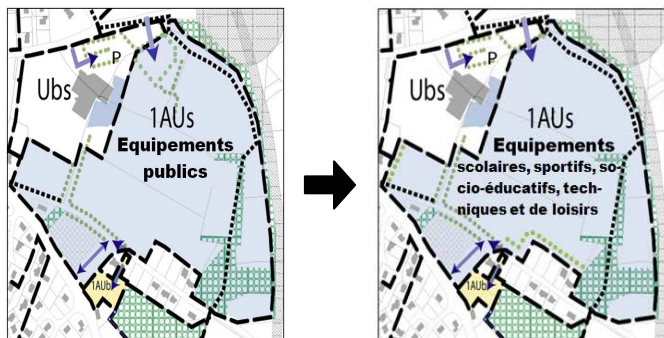 P
Ubs
1AUs
Equipements
publics
1AUb
P
Ubs
1AUs
Equipements
scolaires, sportifs, so-
cio-éducatifs, tech-
niques et de loisirs
1AUb